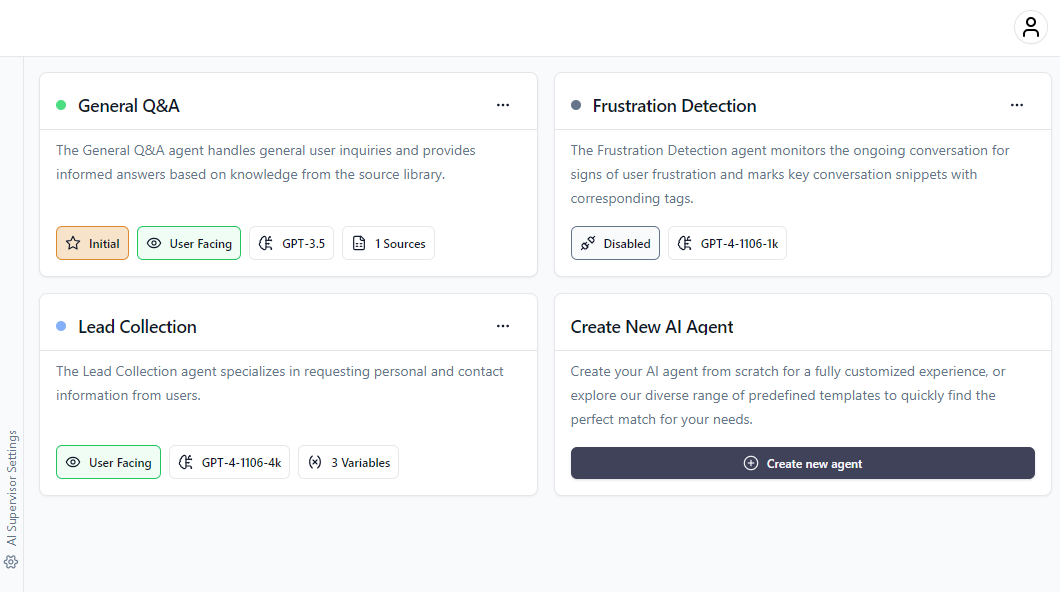 General Q&A
The General Q&A agent handles general user inquiries and provides
informed answers based on knowledge from the source library.
Initial
User Facing
GPT-3.5
1 Sources
Frustration Detection
The Frustration Detection agent monitors the ongoing conversation for
signs of user frustration and marks key conversation snippets with
corresponding tags.
Disabled
GPT-4-1106-1k
Lead Collection
The Lead Collection agent specializes in requesting personal and contact
information from users.
User Facing
GPT-4-1106-4k
3 Variables
Create New AI Agent
Create your AI agent from scratch for a fully customized experience, or
explore our diverse range of predefined templates to quickly find the
perfect match for your needs.
Create new agent
AI Supervisor Settings